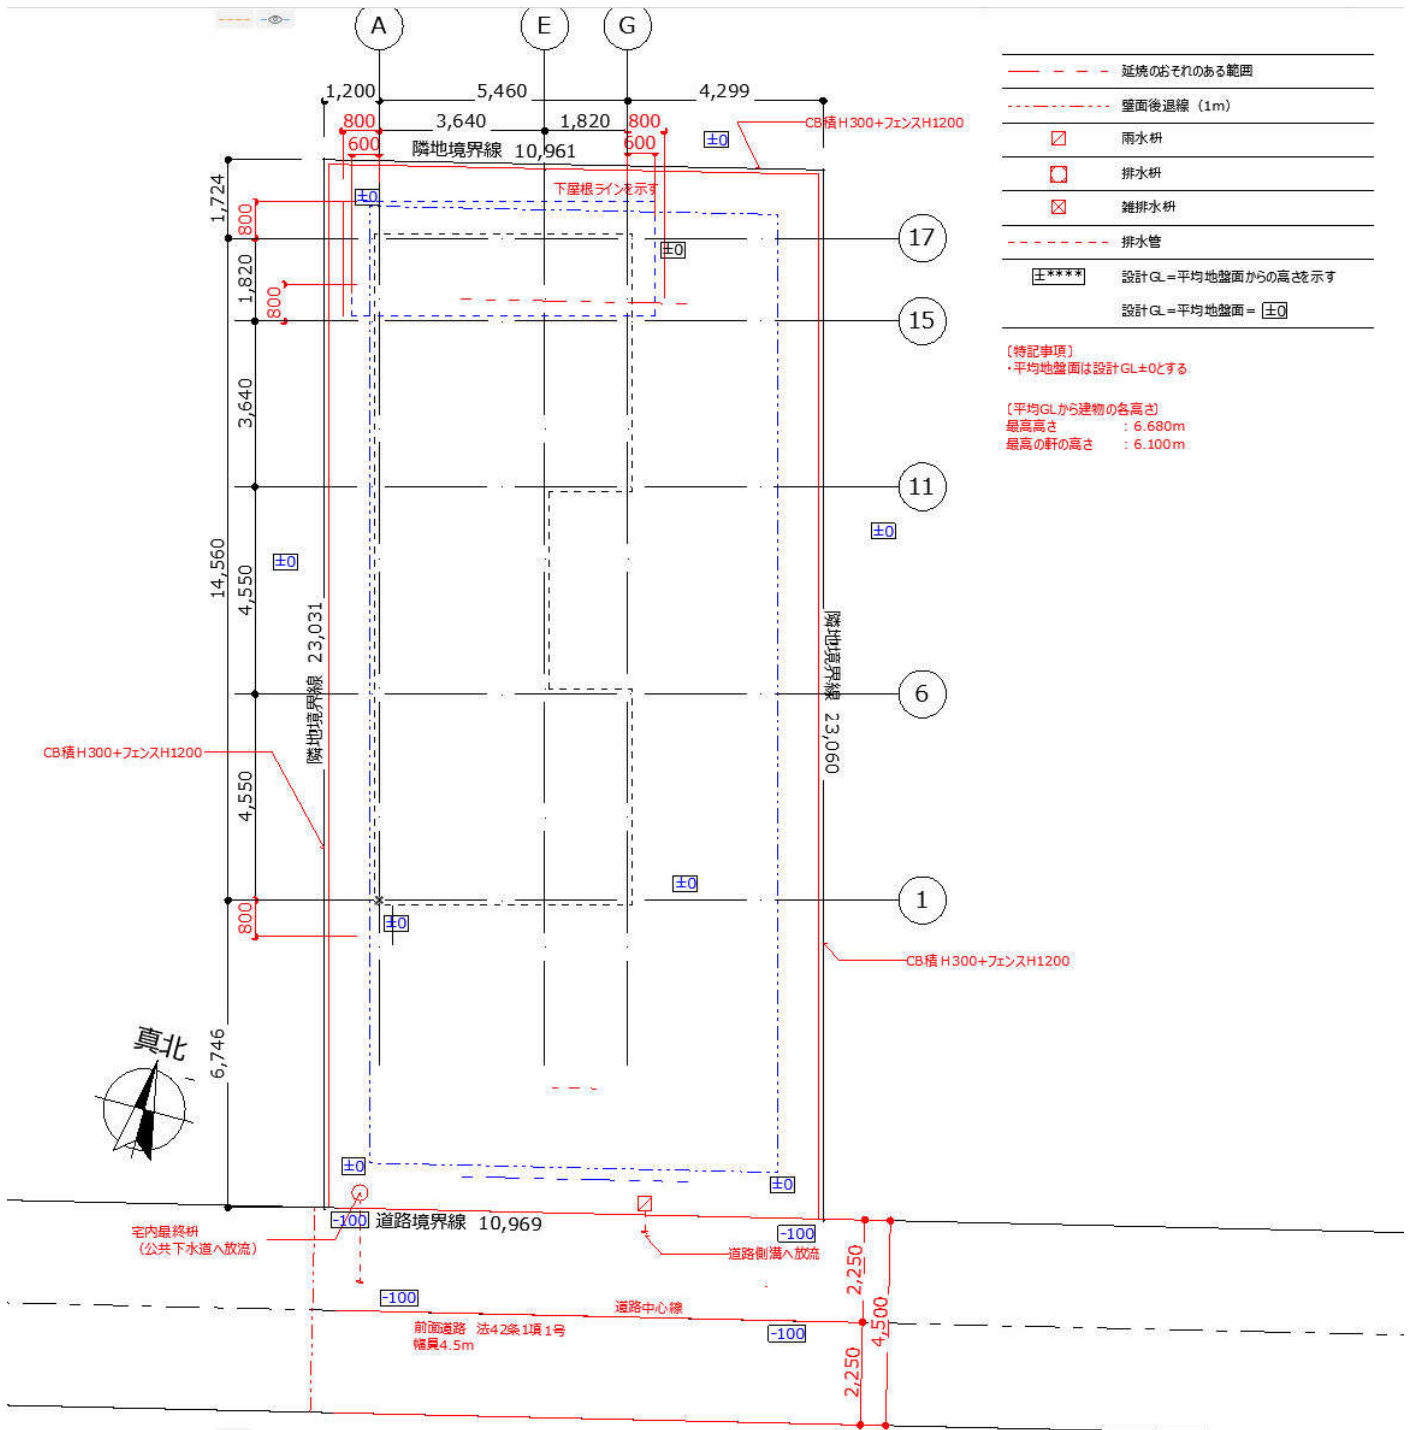 A
E
G
1,200
5,460
4,299
800
3,640
1,820
800
CB積H300+フェンスH1200
±0
600
隣地境界線 10,961
600
1,724
800
±0
下屋根ラインを示す
±0
17
1,820
800
15
3,640
11
14,560
4,550
±0
±0
隣地境界線 23,031
隣地境界線 23,060
6
CB積H300+フェンスH1200
4,550
±0
1
800
±0
CB積H300+フェンスH1200
真北
6,746
±0
±0
宅内最終枡
(公共下水道へ放流)
-100
道路境界線 10,969
-100
道路側溝へ放流
2,250
4,500
-100
道路中心線
前面道路 法42条1項1号
幅員4.5m
-100
2,250
延焼のおそれのある範囲
壁面後退線(1m)
雨水枡
排水枡
雑排水枡
排水管
±**** 設計GL=平均地盤面からの高さを示す
設計GL=平均地盤面= ±0
〔特記事項〕
・平均地盤面は設計GL±0とする
〔平均GLから建物の各高さ〕
最高高さ : 6.680m
最高の軒の高さ : 6.100m